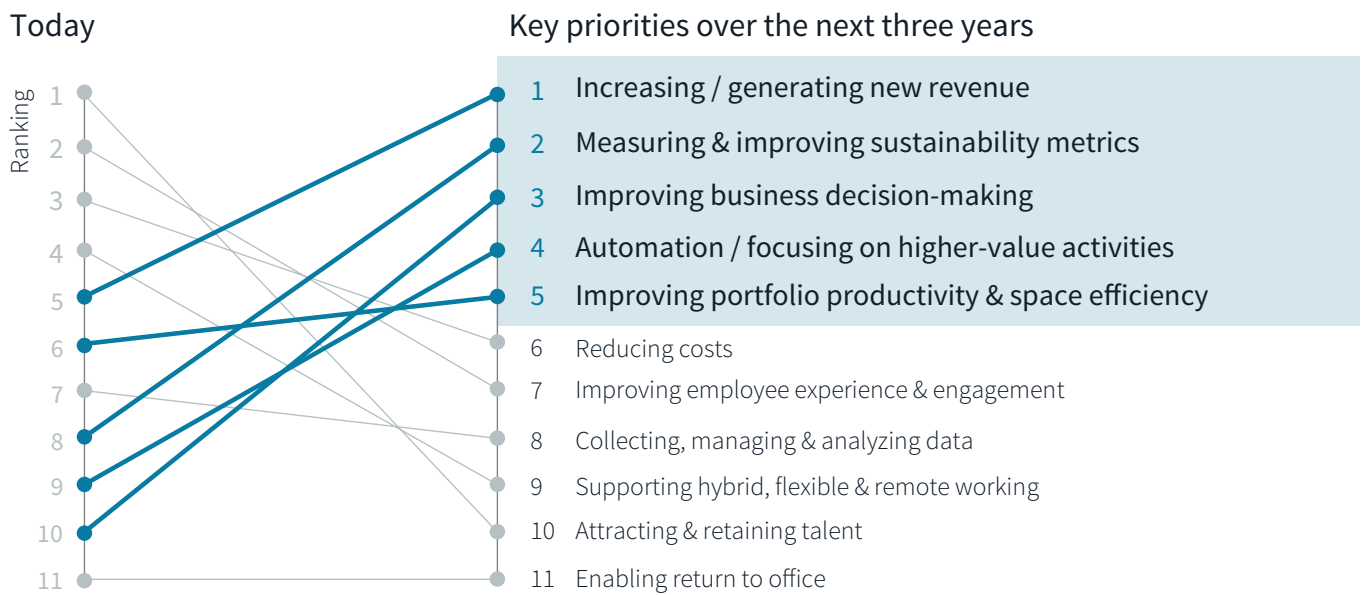 Today
Key priorities over the next three years
Ranking
1
2
3
4
5
6
7
8
9
10
11
1 Increasing / generating new revenue
2 Measuring & improving sustainability metrics
3 Improving business decision-making
4 Automation / focusing on higher-value activities
5 Improving portfolio productivity & space efficiency
6 Reducing costs
7 Improving employee experience & engagement
8 Collecting, managing & analyzing data
9 Supporting hybrid, flexible & remote working
10 Attracting & retaining talent
11 Enabling return to office